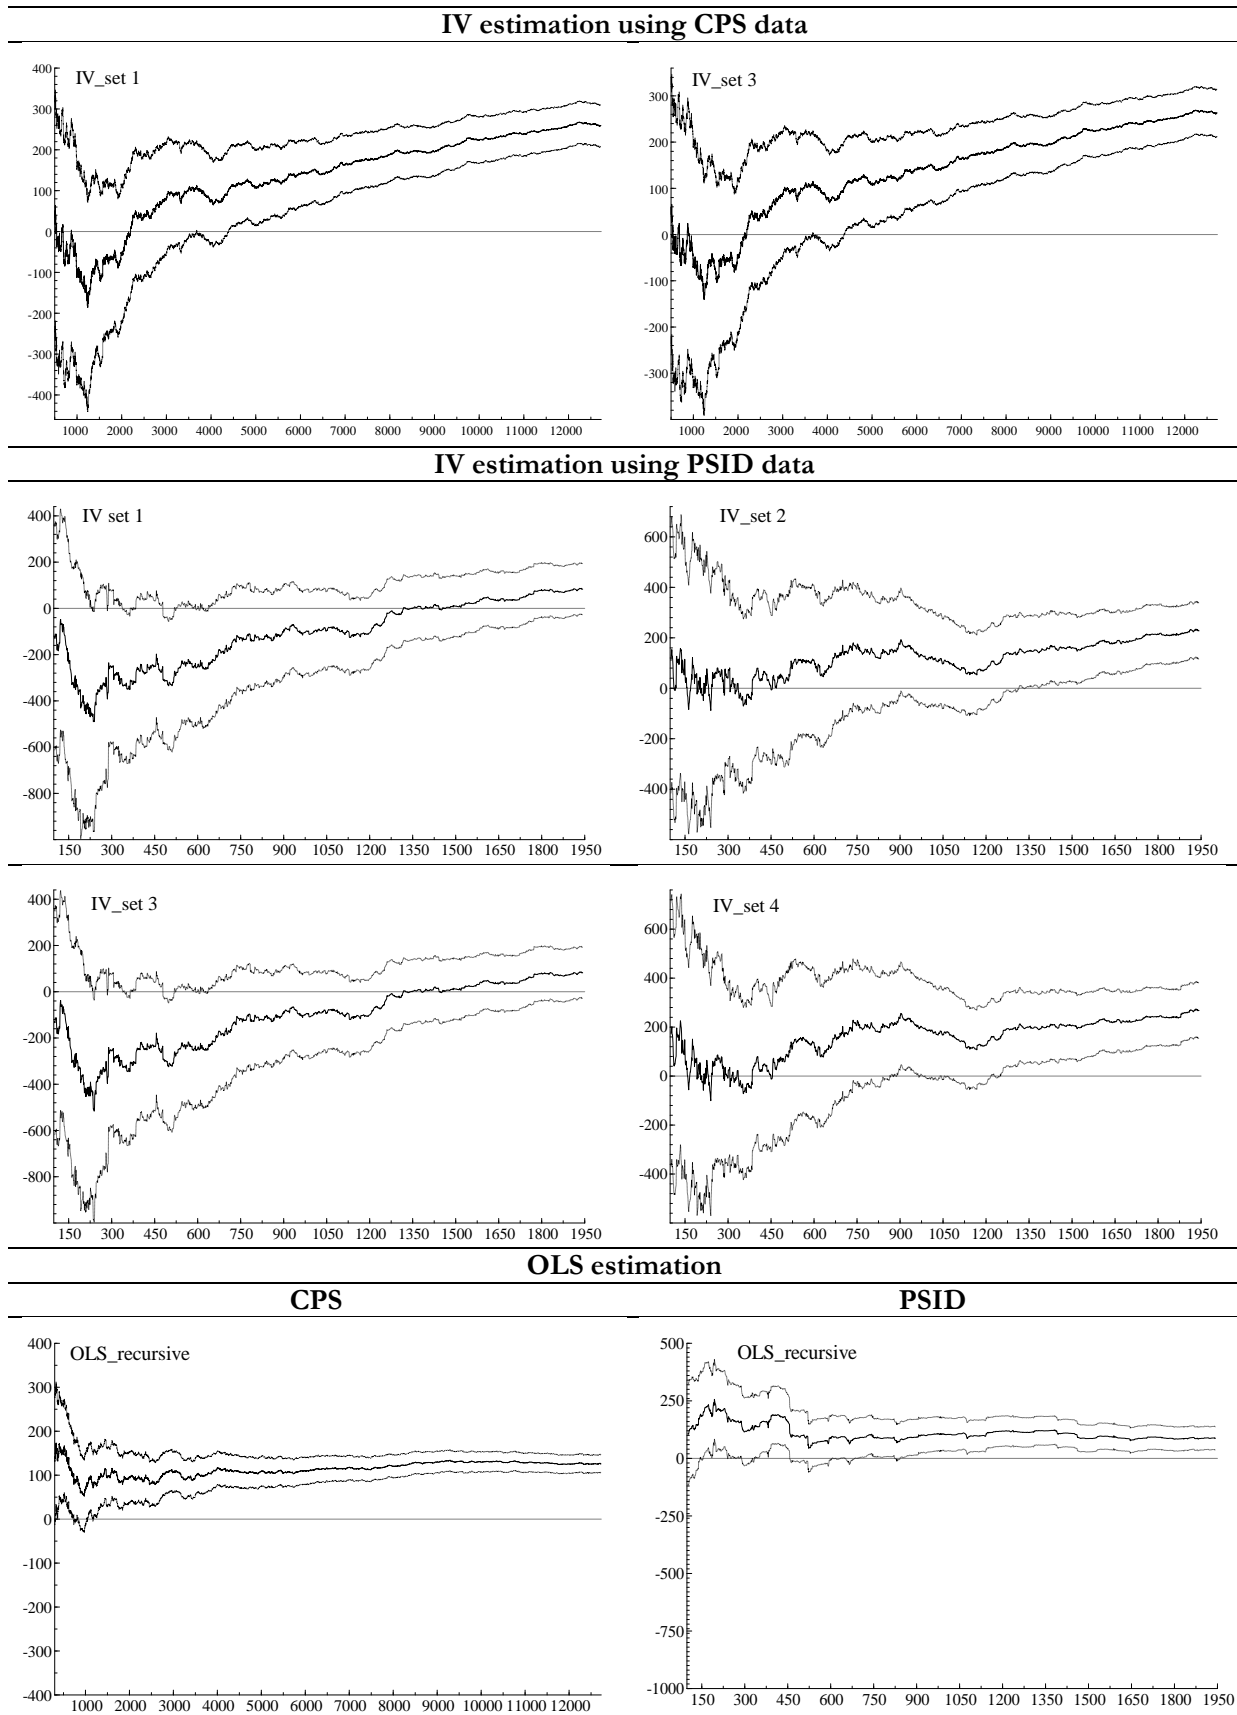 IV estimation using CPS data
IV_set 1
400
300
200
100
0
-100
-200
-300
-400
1000 2000 3000 4000 5000 6000 7000 8000 9000 10000 11000 12000
IV_set 3
300
200
100
0
-100
-200
-300
1000 2000 3000 4000 5000 6000 7000 8000 9000 10000 11000 12000
IV estimation using PSID data
IV set 1
400
200
0
-200
-400
-600
-800
150 300 450 600 750 900 1050 1200 1350 1500 1650 1800 1950
IV_set 2
600
400
200
0
-200
-400
150 300 450 600 750 900 1050 1200 1350 1500 1650 1800 1950
IV_set 3
400
200
0
-200
-400
-600
-800
150 300 450 600 750 900 1050 1200 1350 1500 1650 1800 1950
IV_set 4
600
400
200
0
-200
-400
150 300 450 600 750 900 1050 1200 1350 1500 1650 1800 1950
OLS estimation
CPS PSID
OLS_recursive
400
300
200
100
0
-100
-200
-300
-400
1000 2000 3000 4000 5000 6000 7000 8000 9000 10000 11000 12000
OLS_recursive
500
250
0
-250
-500
-750
-1000
150 300 450 600 750 900 1050 1200 1350 1500 1650 1800 1950